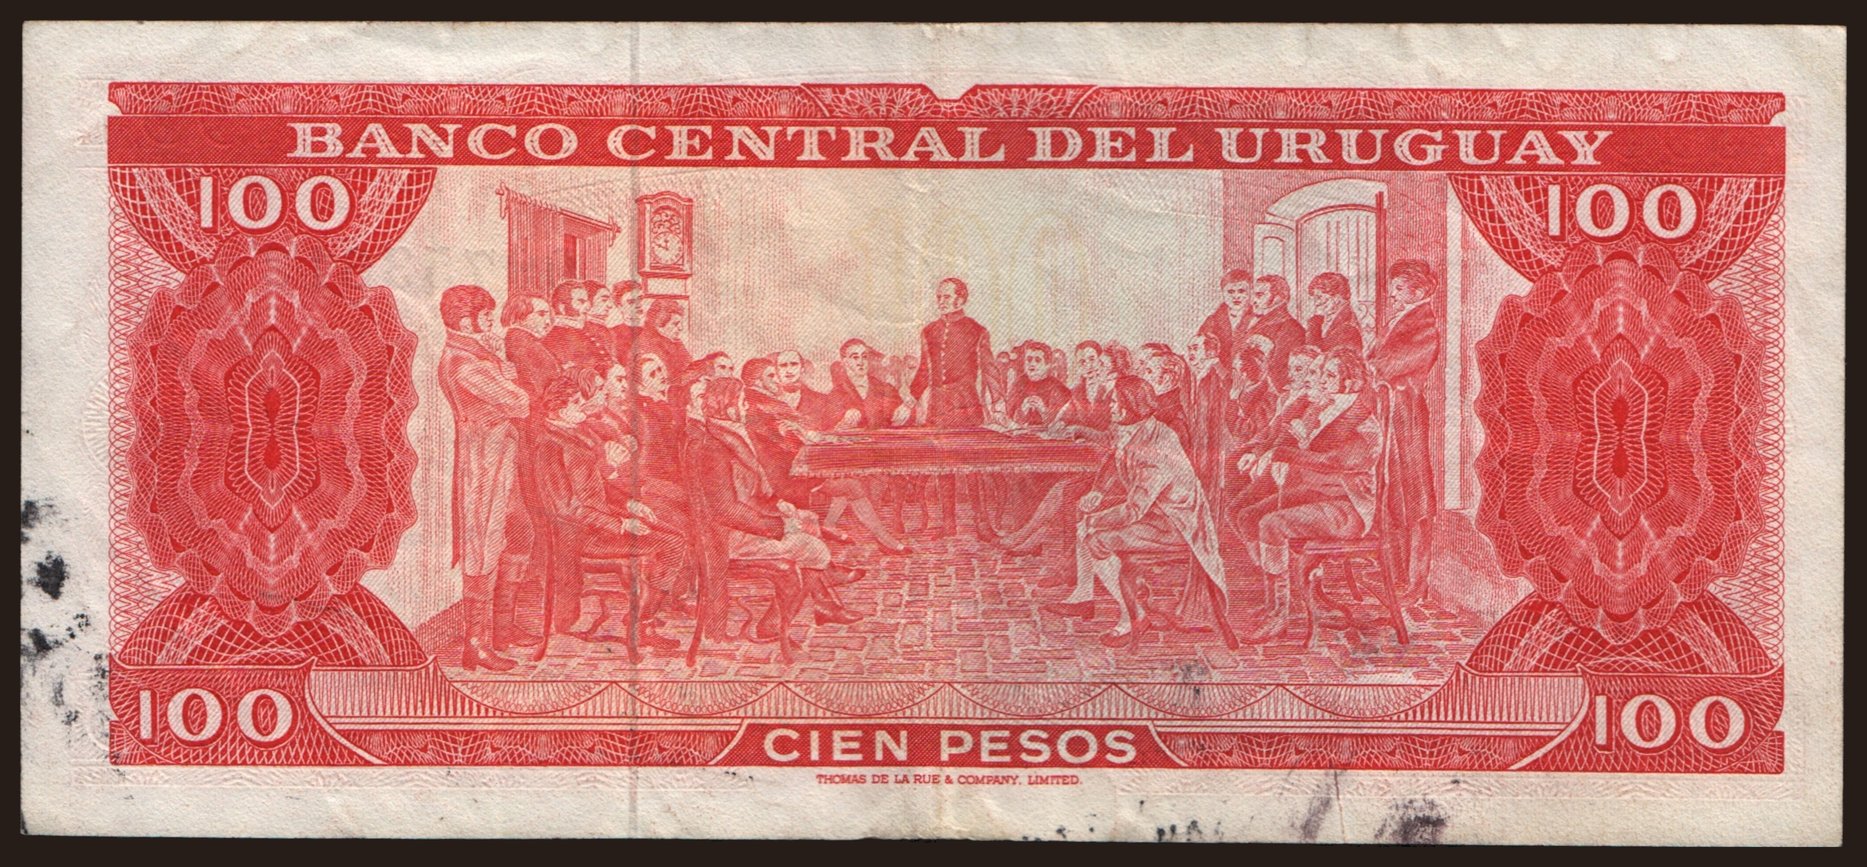 BANCO CENTRAL DEL URUGUAY
100 100
100 100
CIEN PESOS
THOMAS DE LA RUE & COMPANY, LIMITED.